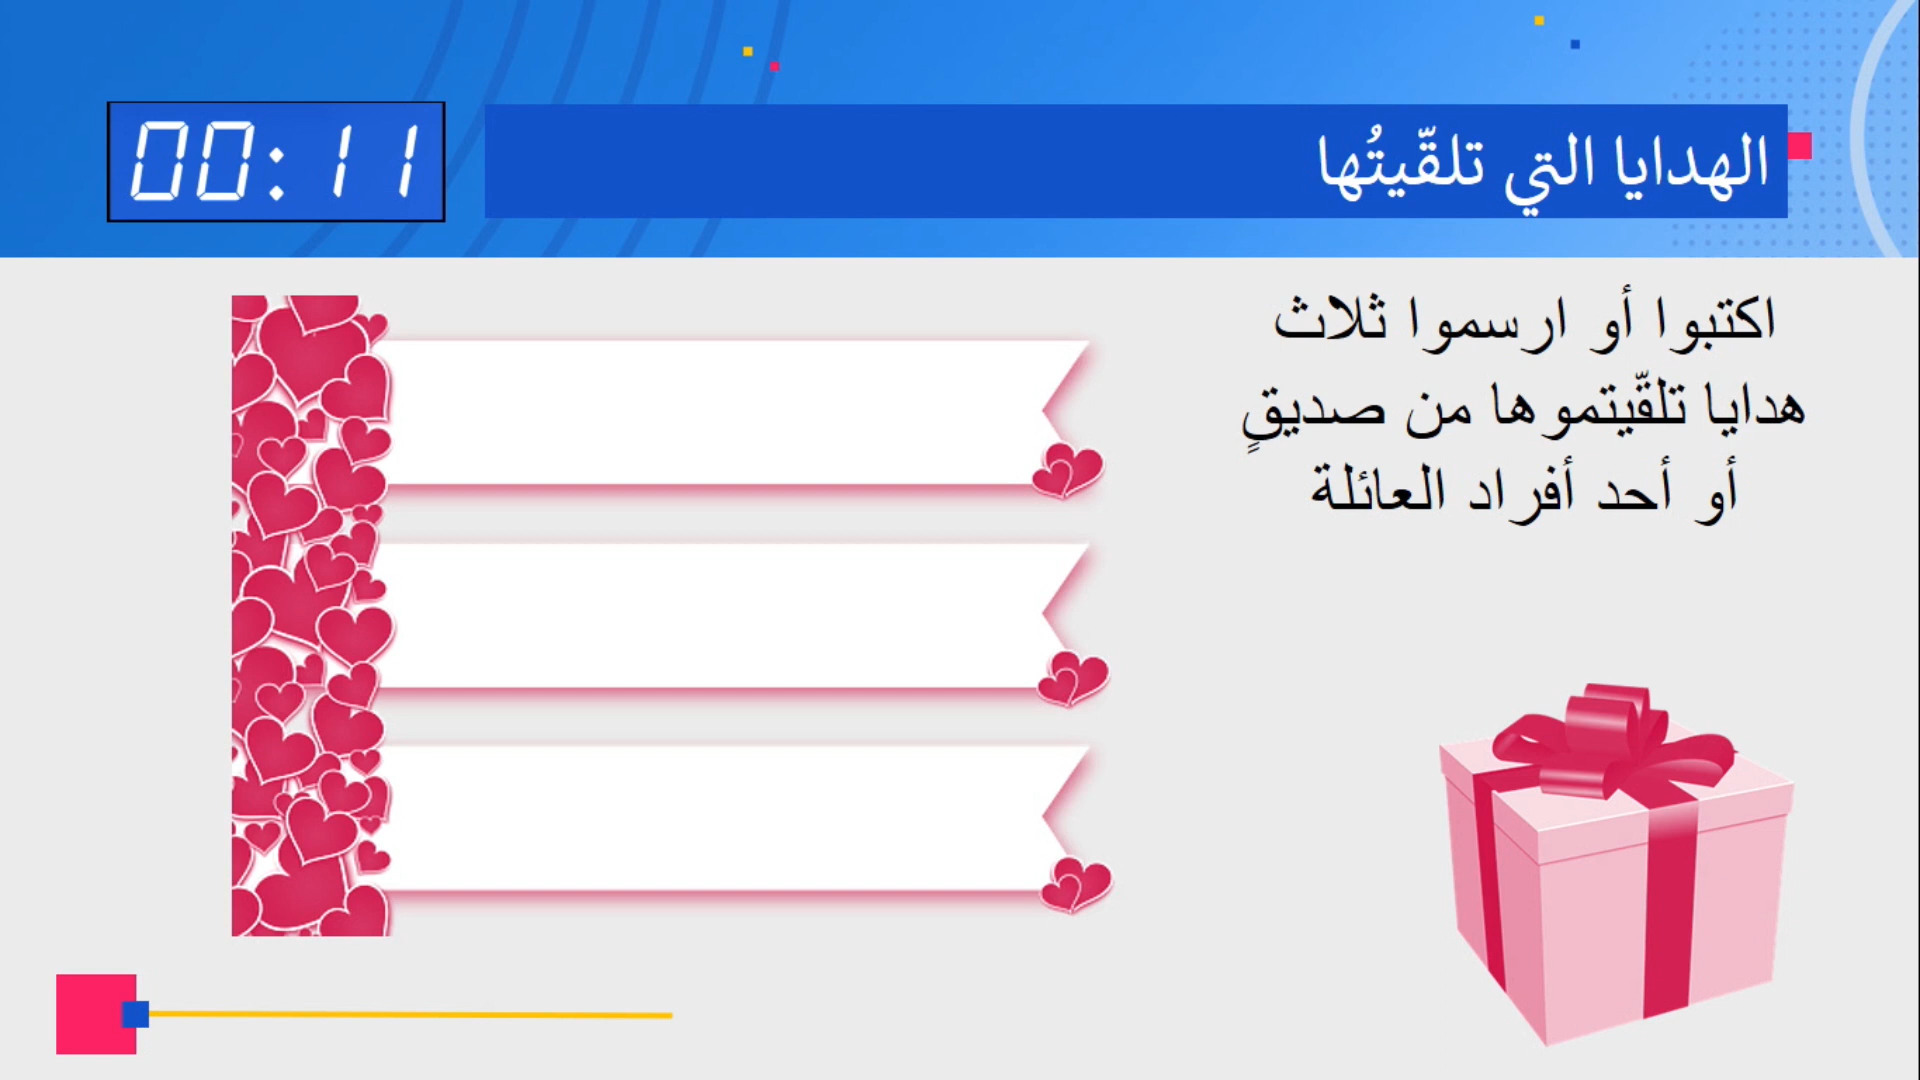 الهدايا التي تلقّيتُها
00:11
اكتبوا أو ارسموا ثلاث
هدايا تلقّيتموها من صديقٍ
أو أحد أفراد العائلة